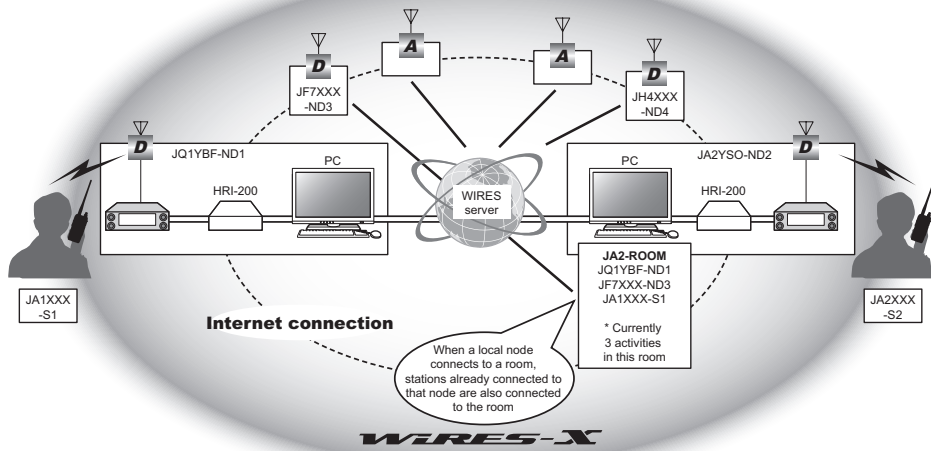 A
A
D
D
JF7XXX
-ND3
JH4XXX
-ND4
D
JQ1YBF-ND1
PC
HRI-200
WIRES
server
PC
JA2YSO-ND2
D
HRI-200
JA1XXX
-S1
JA2XXX
-S2
JA2-ROOM
JQ1YBF-ND1
JF7XXX-ND3
JA1XXX-S1
* Currently
3 activities
in this room
Internet connection
When a local node
connects to a room,
stations already connected to
that node are also connected
to the room
WiRES-X